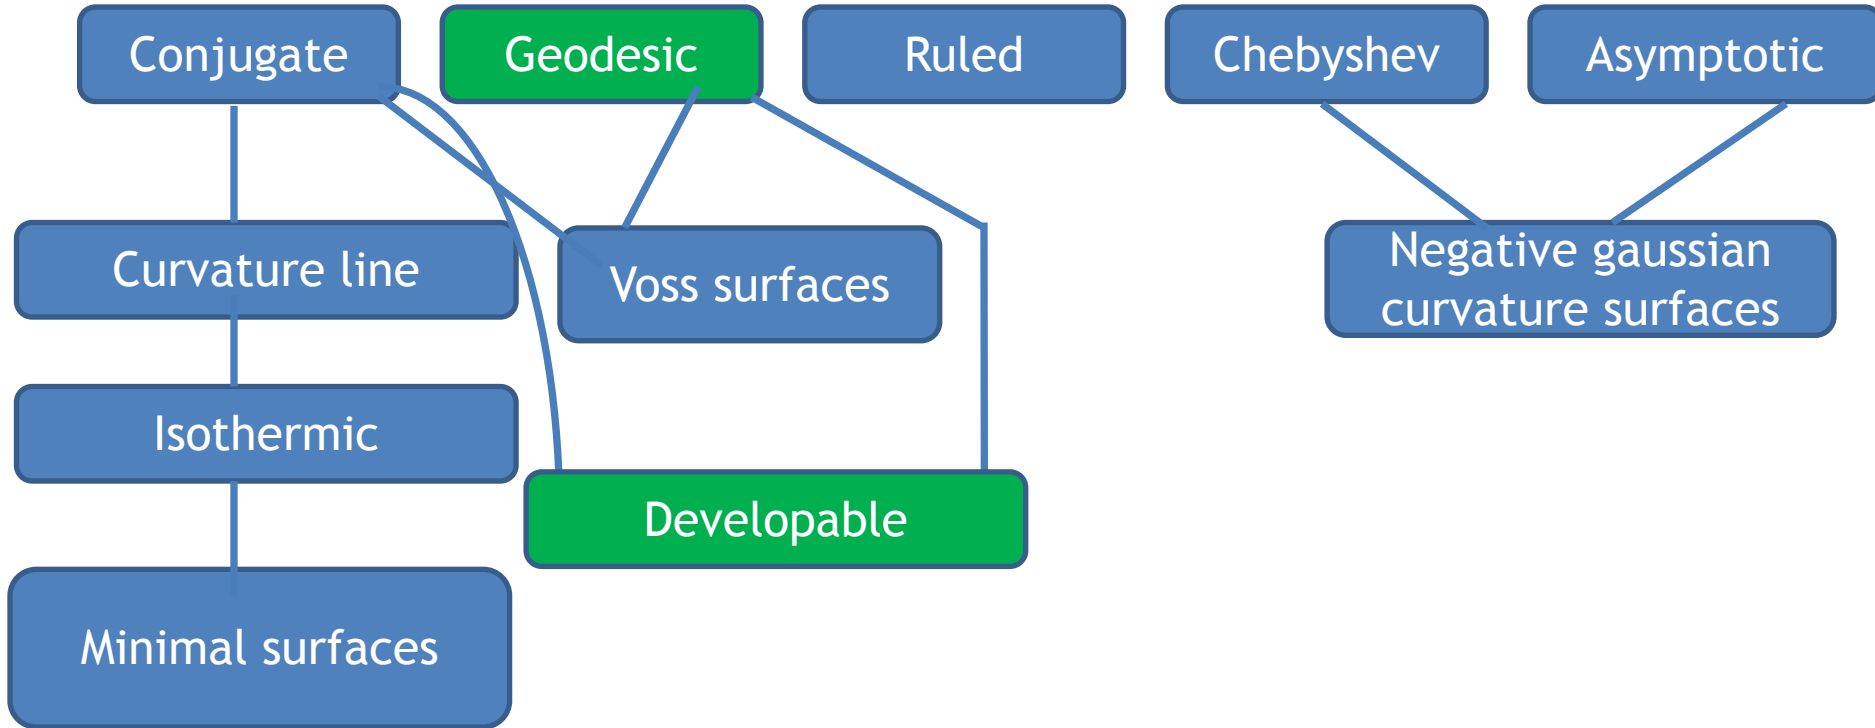 Conjugate
Geodesic
Ruled
Chebyshev
Asymptotic
Curvature line
Voss surfaces
Negative gaussian
curvature surfaces
Isothermic
Developable
Minimal surfaces